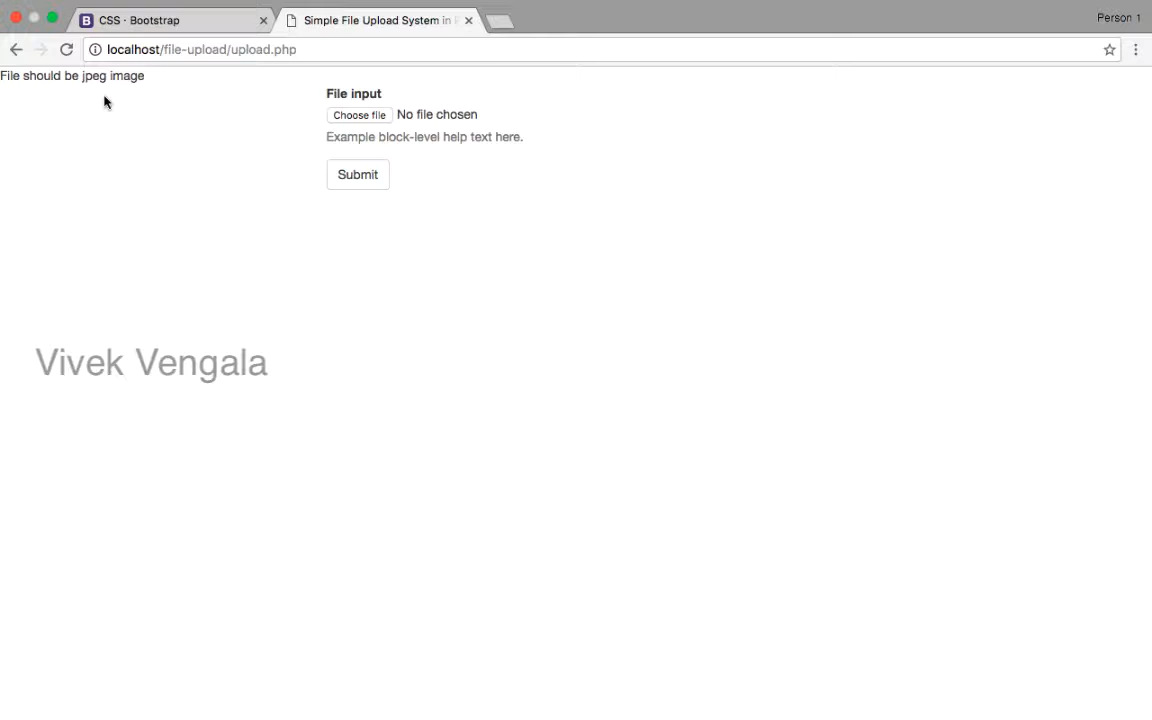 CSS · Bootstrap
Simple File Upload System in
Person 1
localhost/file-upload/upload.php
File should be jpeg image
File input
Choose file No file chosen
Example block-level help text here.
Submit
Vivek Vengala